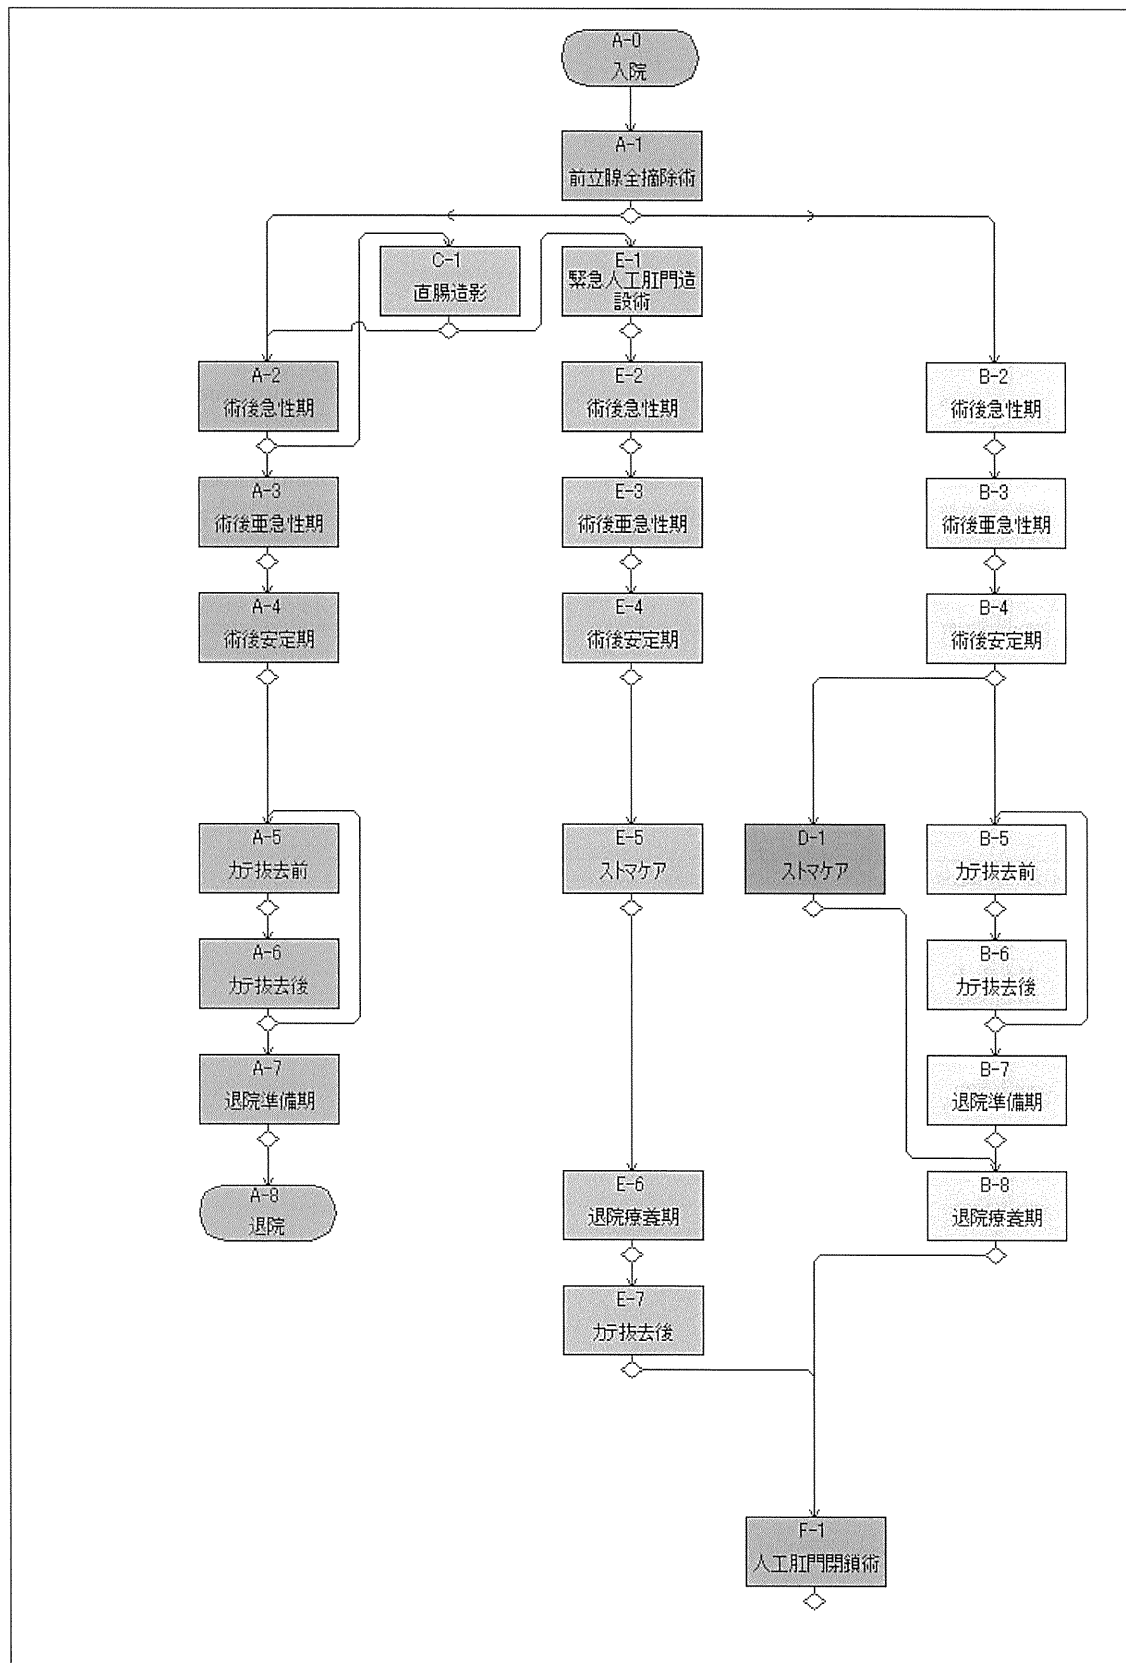 A-0
入院
A-1
前立腺全摘除術
C-1
直腸造影
E-1
緊急人工肛門造
設術
A-2
術後急性期
E-2
術後急性期
B-2
術後急性期
A-3
術後亜急性期
E-3
術後亜急性期
B-3
術後亜急性期
A-4
術後安定期
E-4
術後安定期
B-4
術後安定期
A-5
カテ抜去前
E-5
ストマケア
D-1
ストマケア
B-5
カテ抜去前
A-6
カテ抜去後
B-6
カテ抜去後
A-7
退院準備期
B-7
退院準備期
A-8
退院
E-6
退院療養期
B-8
退院療養期
E-7
カテ抜去後
F-1
人工肛門閉鎖術